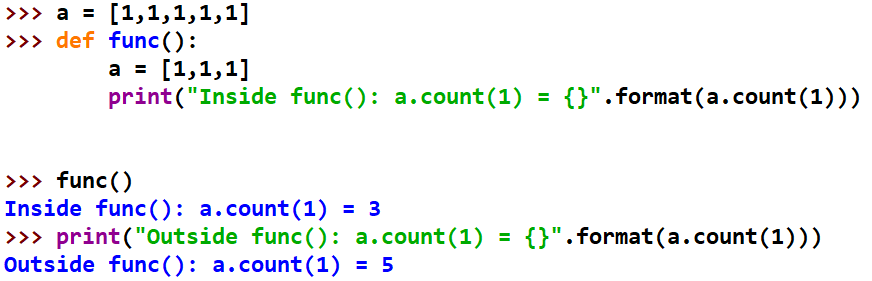 >>> a = [1,1,1,1,1]
>>> def func():
        a = [1,1,1]
        print("Inside func(): a.count(1) = {}".format(a.count(1)))
>>> func()
Inside func(): a.count(1) = 3
>>> print("Outside func(): a.count(1) = {}".format(a.count(1)))
Outside func(): a.count(1) = 5